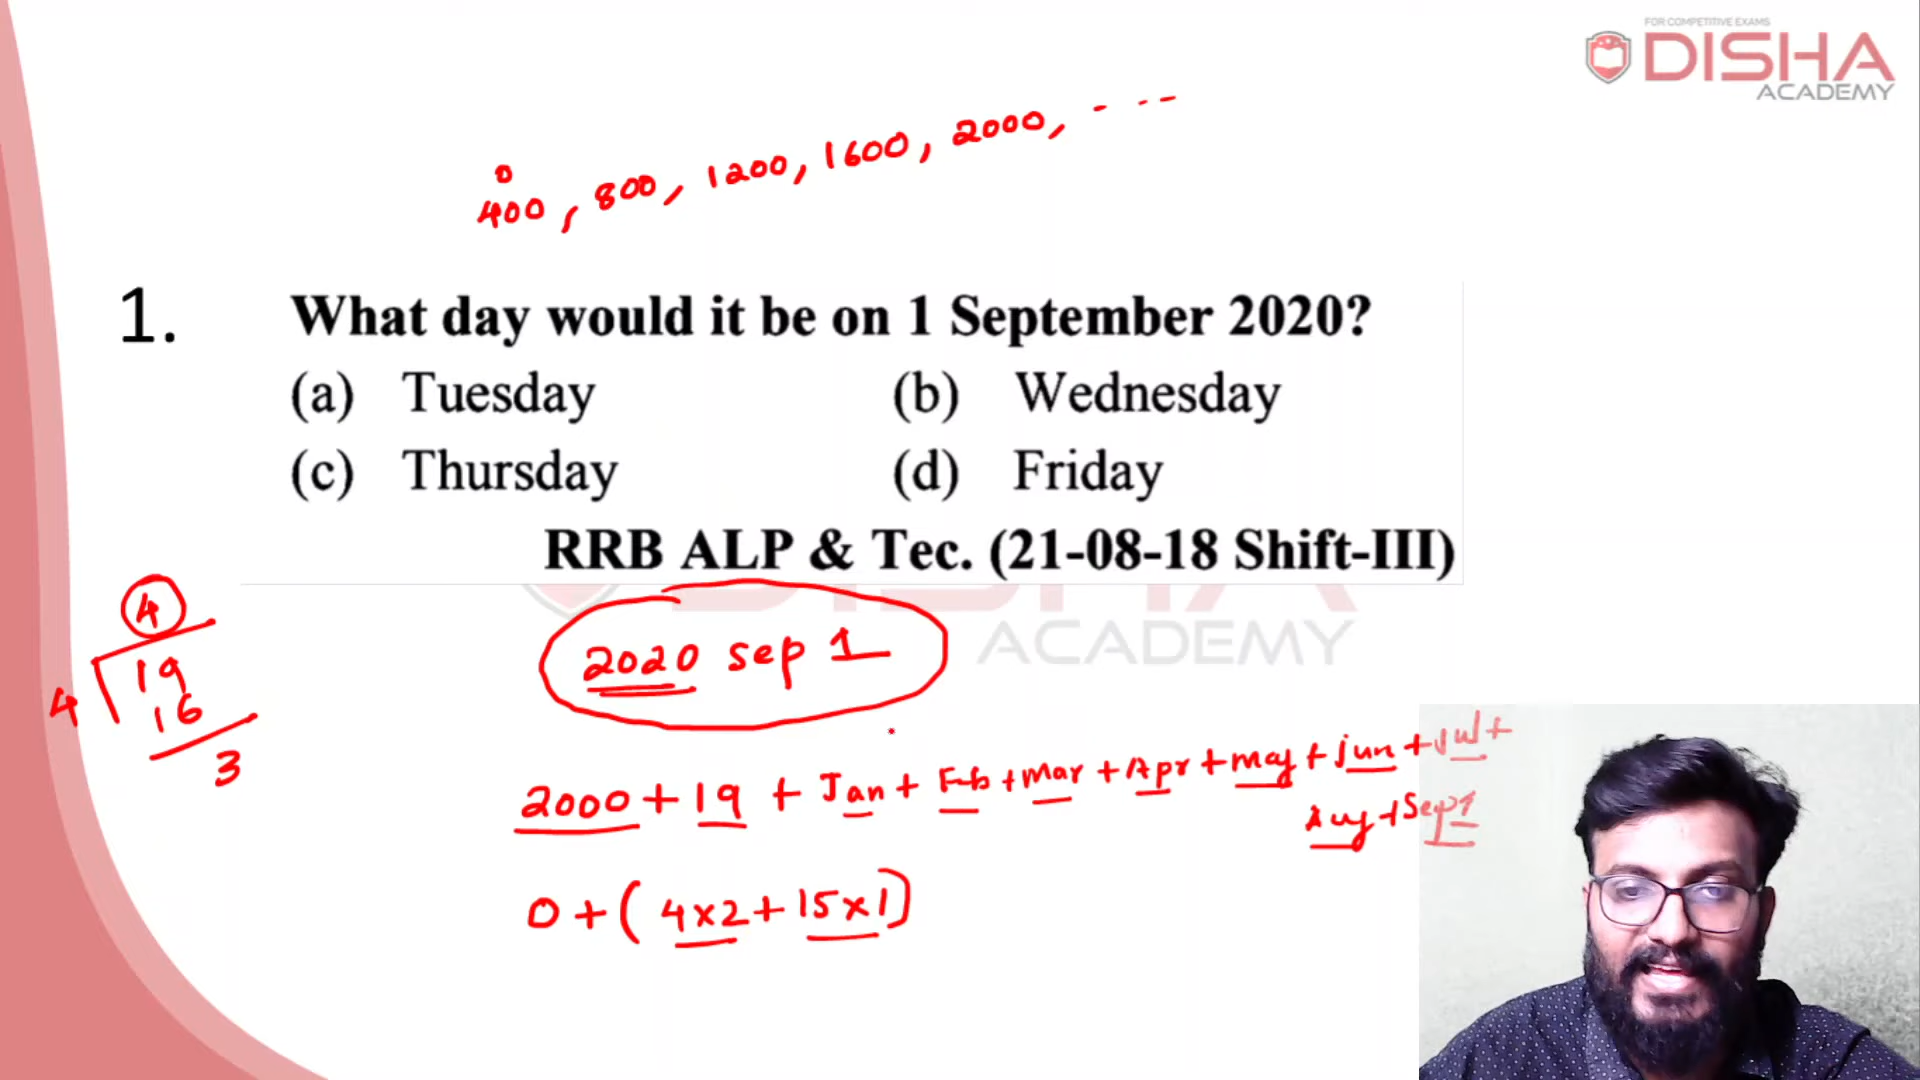 FOR COMPETITIVE EXAMS
DISHA
ACADEMY
0
400, 800, 1200, 1600, 2000, - - -
1. What day would it be on 1 September 2020?
(a) Tuesday (b) Wednesday
(c) Thursday (d) Friday
RRB ALP & Tec. (21-08-18 Shift-III)
DISHA
ACADEMY
4
4 19
16
3
2020 sep 1
2000 + 19 + Jan + Feb + Mar + Apr + may + jun + Jul +
Aug + Sep 1
0 + ( 4x2 + 15x1 )